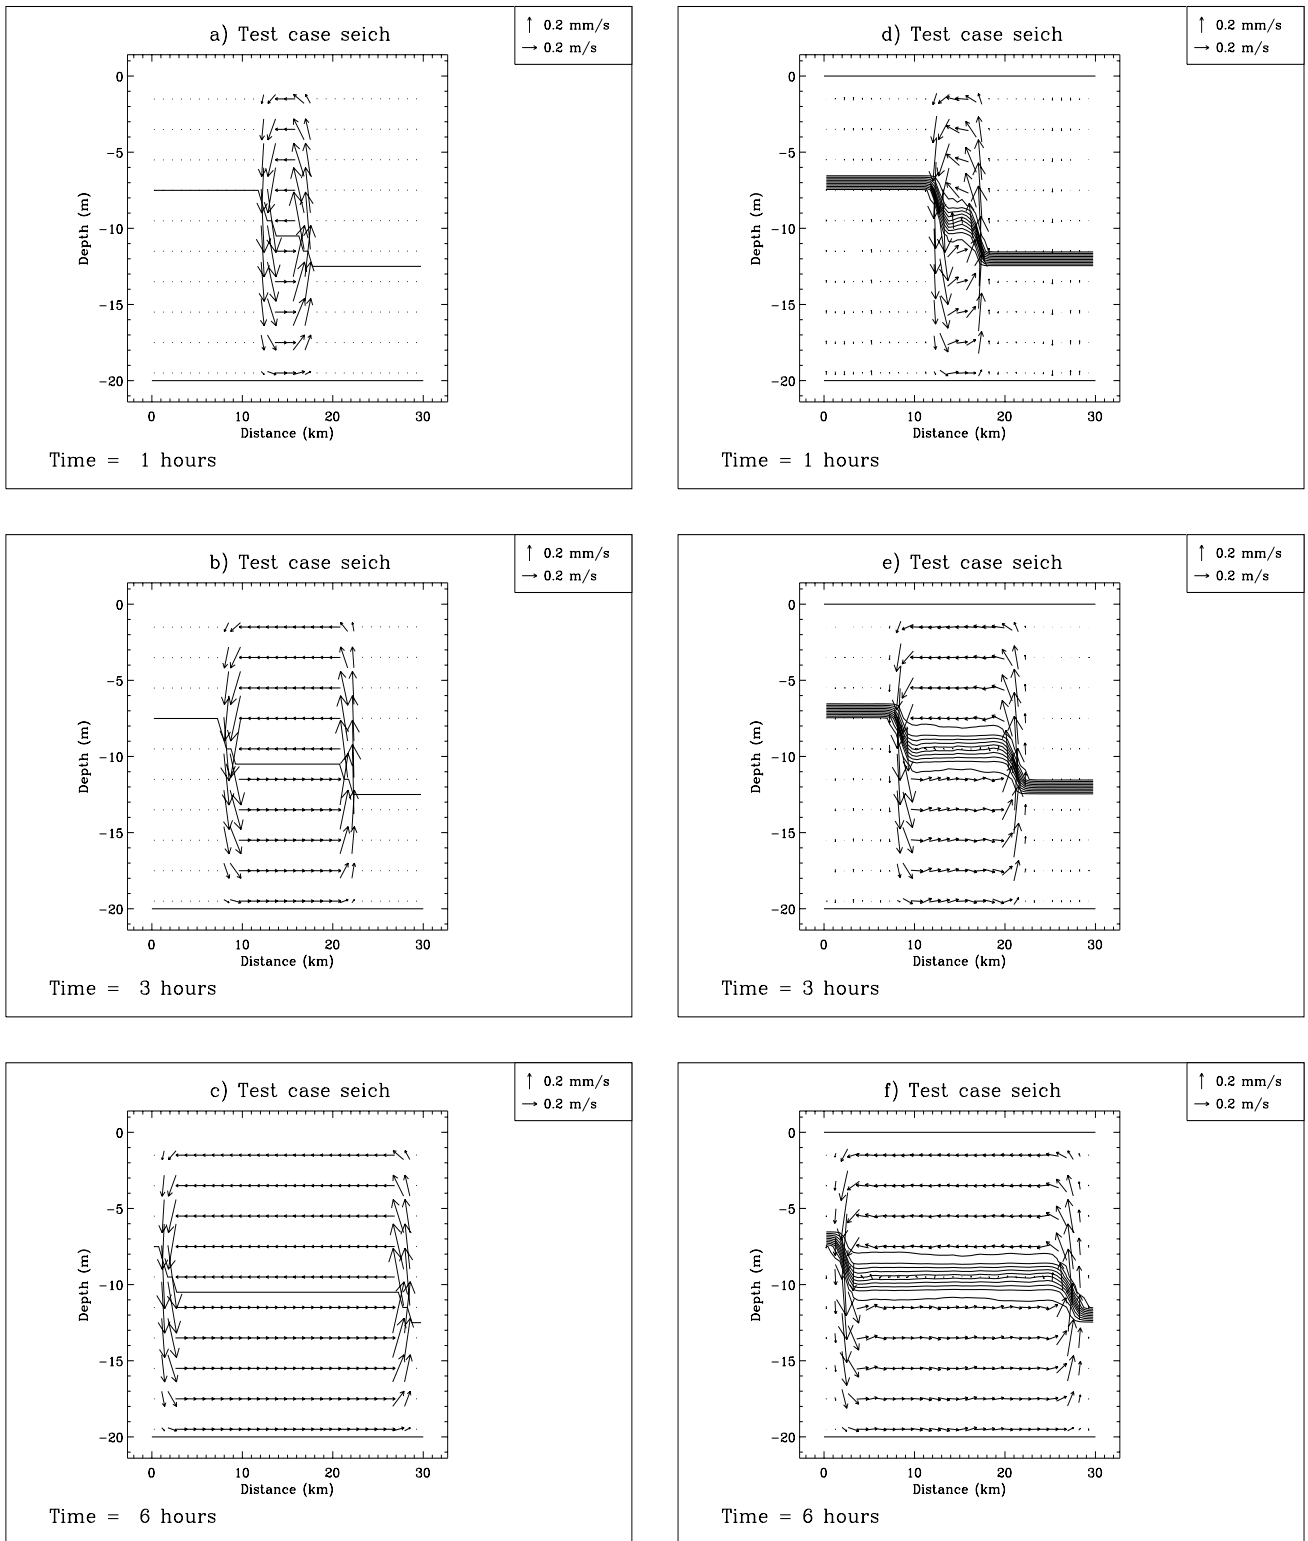 a) Test case seich
0.2 mm/s
0.2 m/s
0
-5
-10
-15
-20
Depth (m)
0 10 20 30
Distance (km)
Time = 1 hours
d) Test case seich
0.2 mm/s
0.2 m/s
0
-5
-10
-15
-20
Depth (m)
0 10 20 30
Distance (km)
Time = 1 hours
b) Test case seich
0.2 mm/s
0.2 m/s
0
-5
-10
-15
-20
Depth (m)
0 10 20 30
Distance (km)
Time = 3 hours
e) Test case seich
0.2 mm/s
0.2 m/s
0
-5
-10
-15
-20
Depth (m)
0 10 20 30
Distance (km)
Time = 3 hours
c) Test case seich
0.2 mm/s
0.2 m/s
0
-5
-10
-15
-20
Depth (m)
0 10 20 30
Distance (km)
Time = 6 hours
f) Test case seich
0.2 mm/s
0.2 m/s
0
-5
-10
-15
-20
Depth (m)
0 10 20 30
Distance (km)
Time = 6 hours